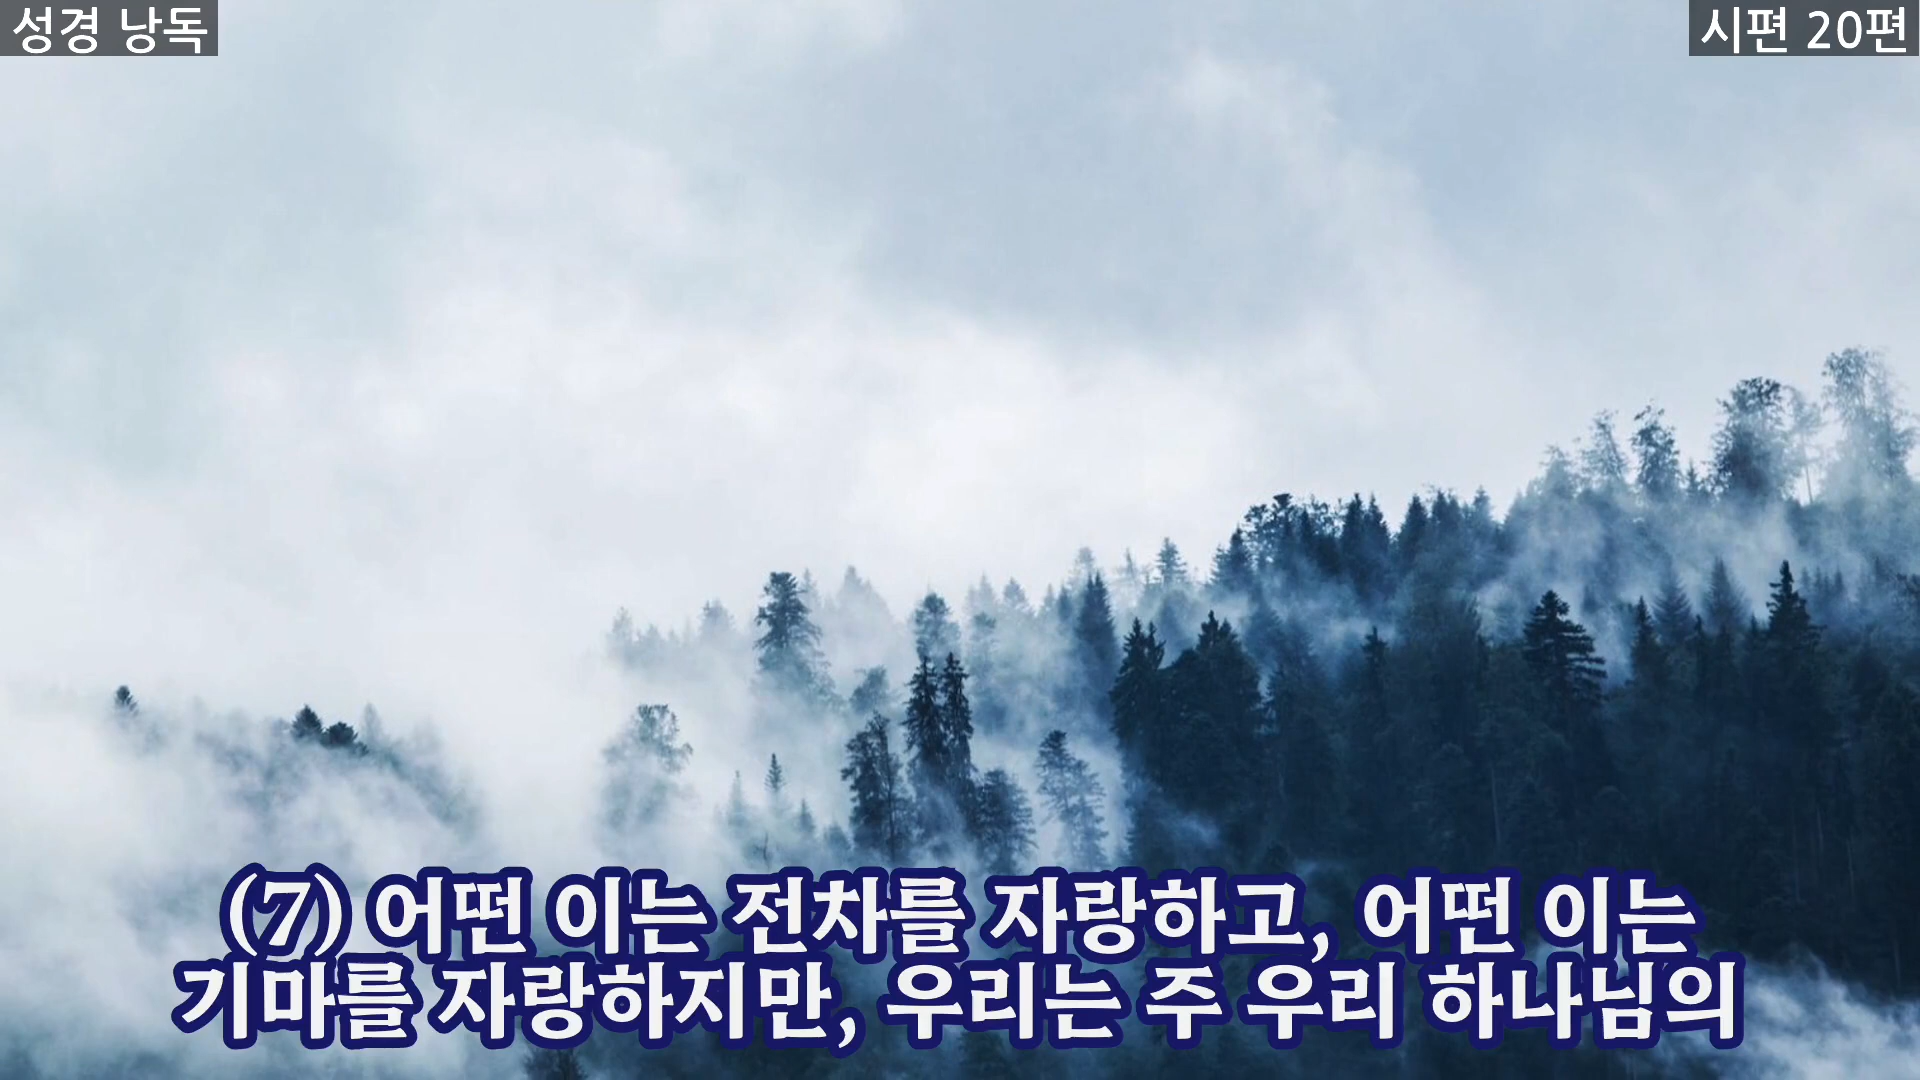 성경 낭독
시편 20편
(7) 어떤 이는 전차를 자랑하고, 어떤 이는
기마를 자랑하지만, 우리는 주 우리 하나님의